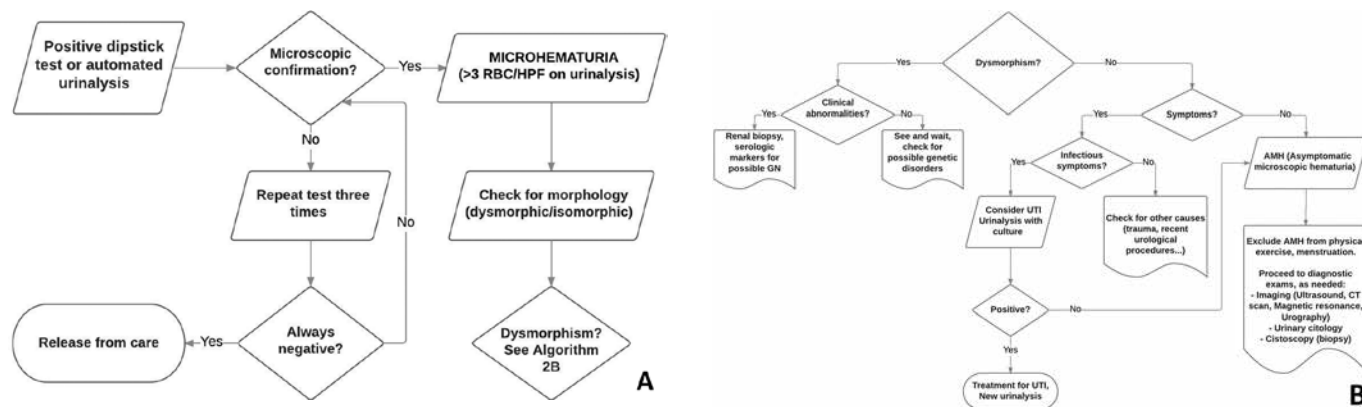 Positive dipstick
test or automated
urinalysis
Microscopic
confirmation?
Yes
MICROHEMATURIA
(>3 RBC/HPF on urinalysis)
No
Repeat test three
times
No
Check for morphology
(dysmorphic/isomorphic)
Release from care
Yes
Always
negative?
Dysmorphism?
See Algorithm
2B
A
Dysmorphism?
Yes
No
Clinical
abnormalities?
Yes
No
Renal biopsy,
serologic
markers for
possible GN
See and wait,
check for
possible genetic
disorders
Symptoms?
Yes
No
Infectious
symptoms?
Yes
No
AMH (Asymptomatic
microscopic hematuria)
Consider UTI
Urinalysis with
culture
Check for other causes
(trauma, recent
urological
procedures...)
Exclude AMH from physical
exercise, menstruation.
Proceed to diagnostic
exams, as needed:
- Imaging (Ultrasound, CT
scan, Magnetic resonance,
Urography)
- Urinary citology
- Cistoscopy (biopsy)
Positive?
No
Yes
Treatment for UTI,
New urinalysis
B